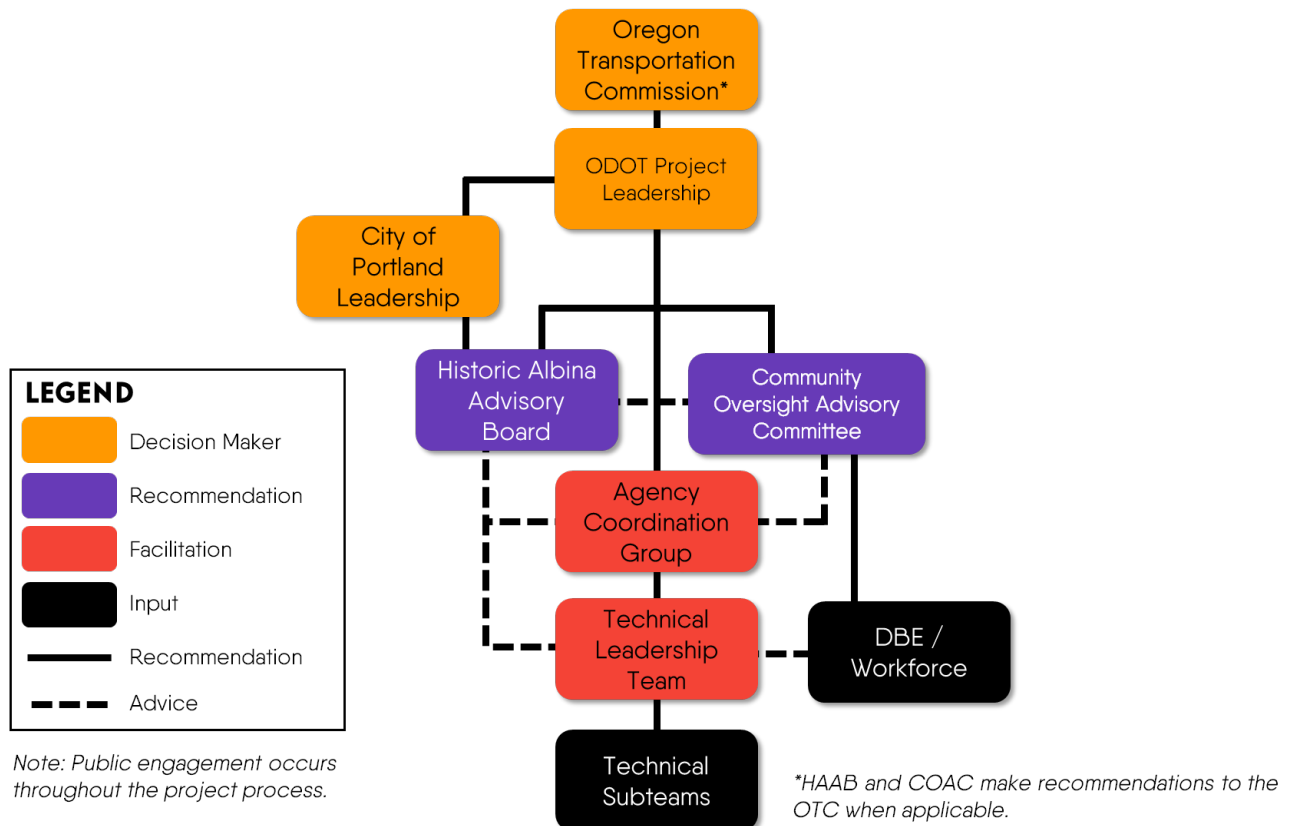 Oregon
Transportation
Commission*
ODOT Project
Leadership
City of
Portland
Leadership
Historic Albina
Advisory
Board
Community
Oversight Advisory
Committee
LEGEND
Decision Maker
Recommendation
Facilitation
Input
Recommendation
Advice
Agency
Coordination
Group
Technical
Leadership
Team
DBE /
Workforce
Technical
Subteams
Note: Public engagement occurs
throughout the project process.
*HAAB and COAC make recommendations to the
OTC when applicable.